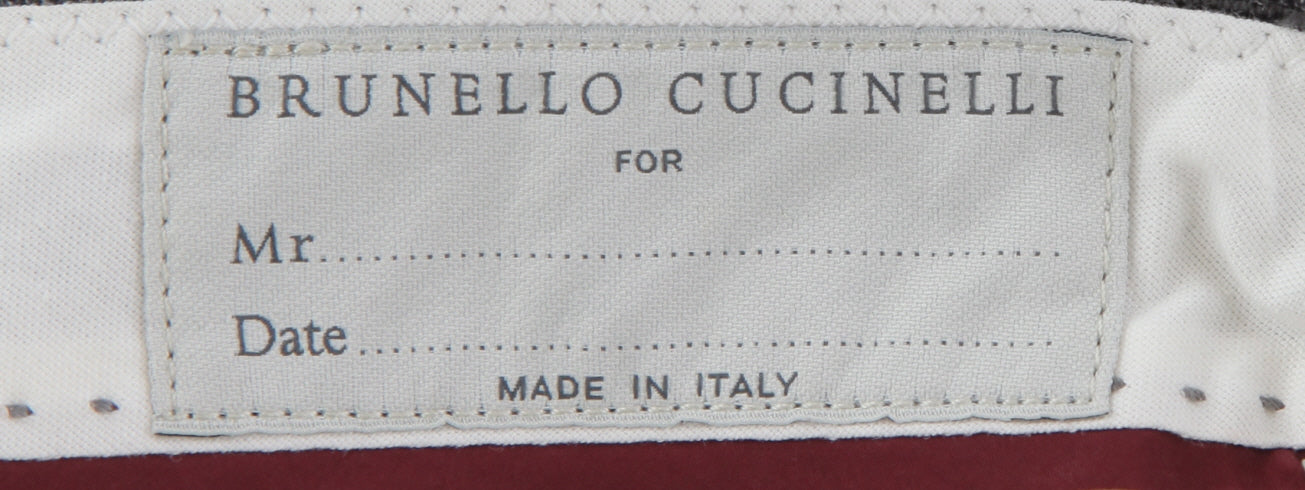 BRUNELLO CUCINELLI
FOR
Mr..............................................
Date..........................................
MADE IN ITALY